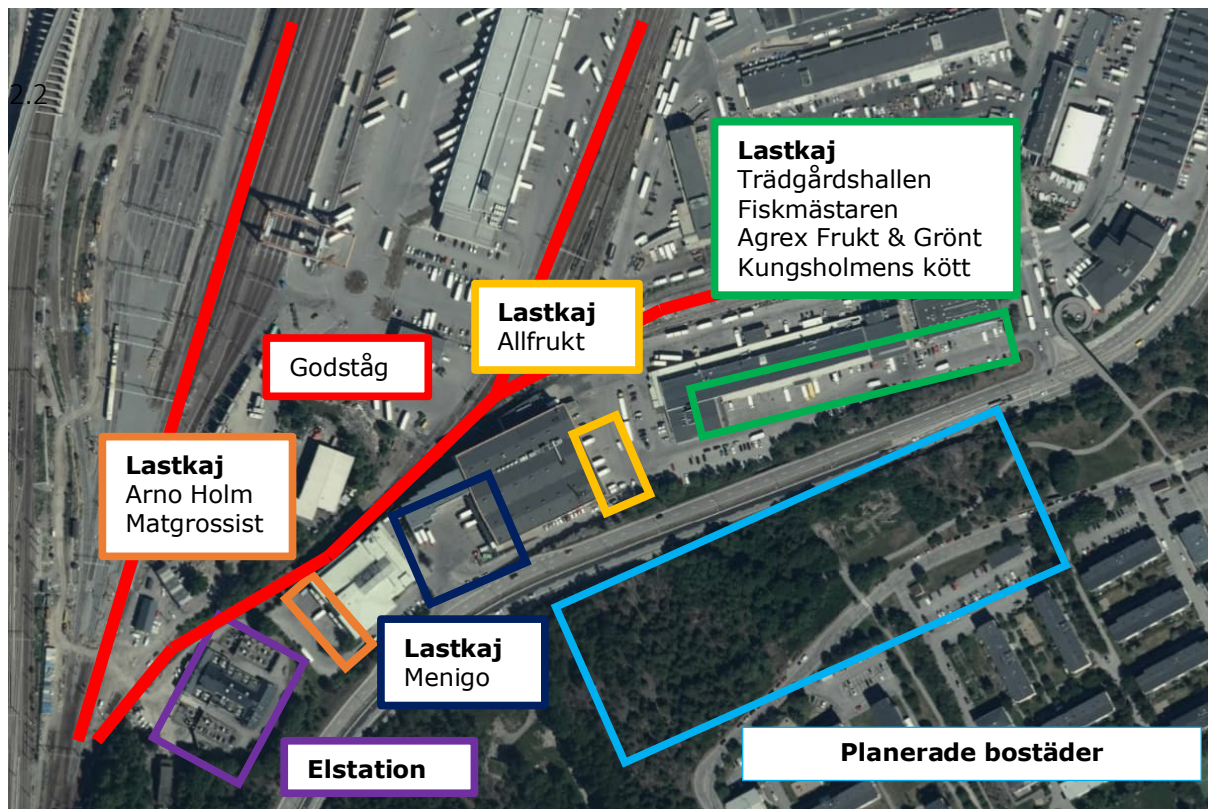 2.2
Lastkaj
Trädgårdshallen
Fiskmästaren
Agrex Frukt & Grönt
Kungsholmens kött
Lastkaj
Allfrukt
Godståg
Lastkaj
Arno Holm
Matgrossist
Lastkaj
Menigo
Elstation
Planerade bostäder